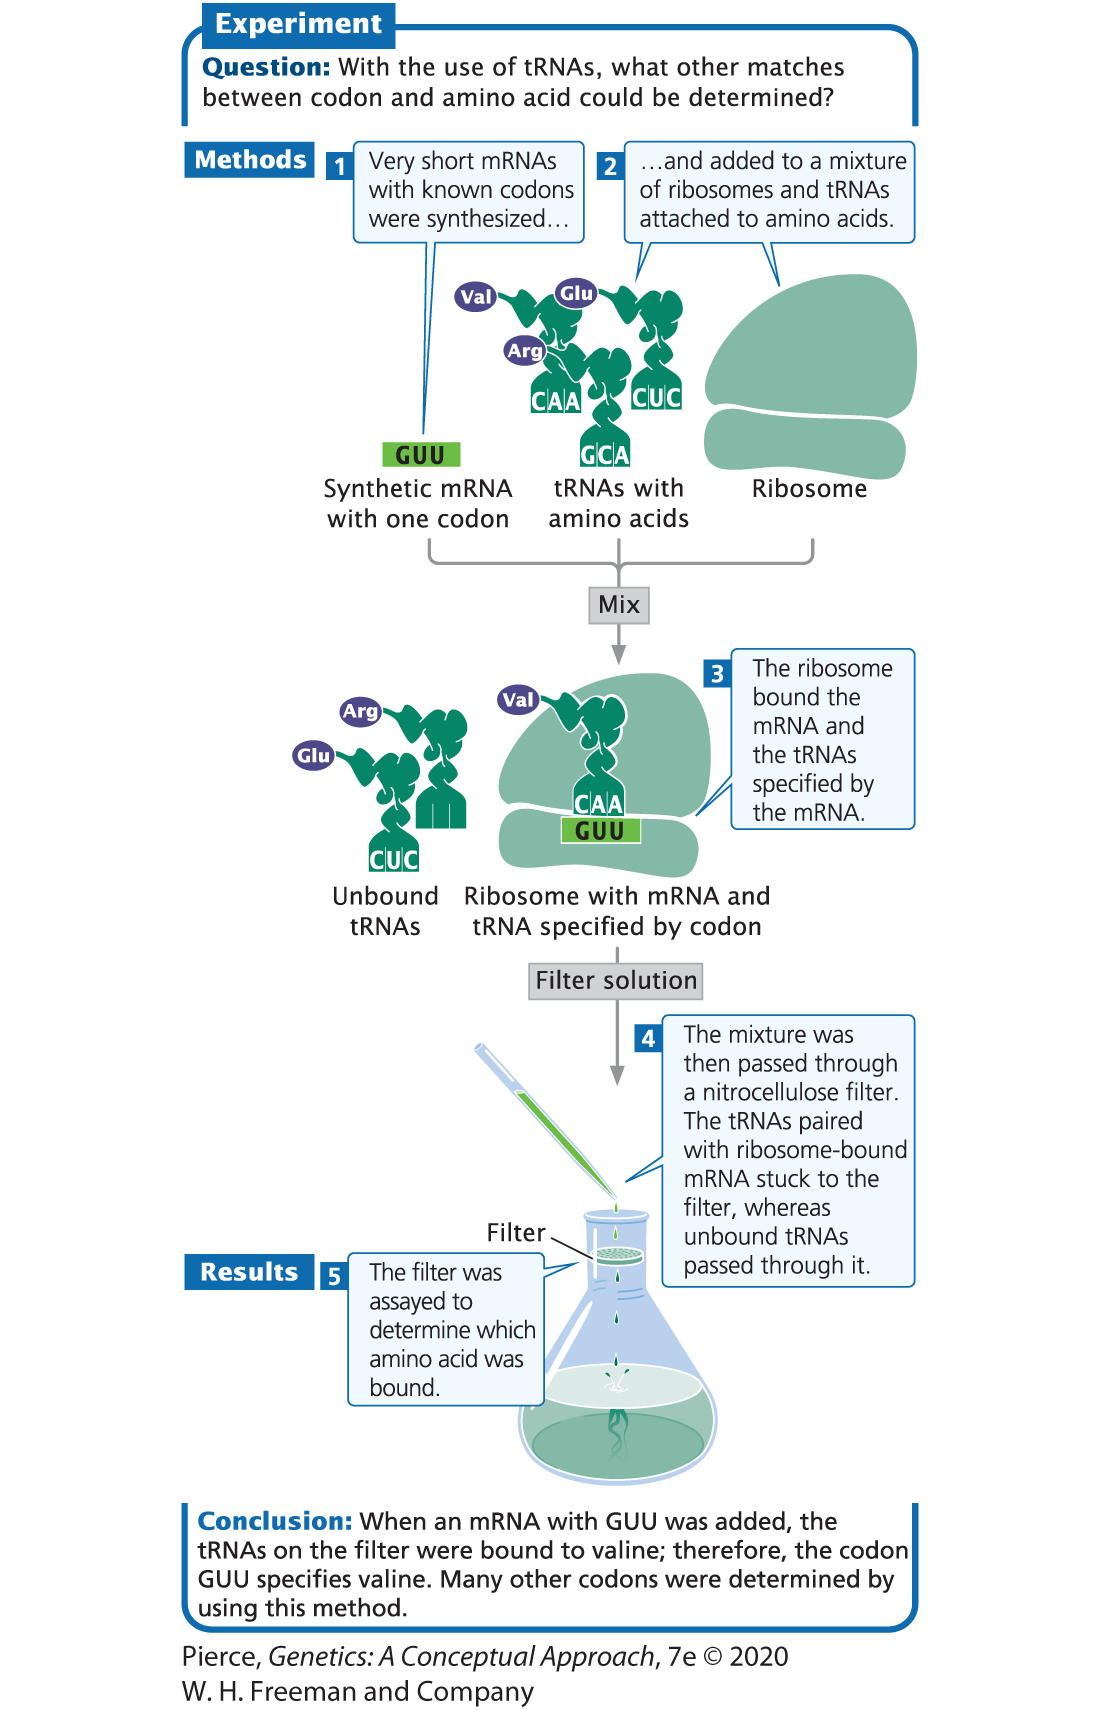 Experiment
Question: With the use of tRNAs, what other matches
between codon and amino acid could be determined?
Methods
1
Very short mRNAs
with known codons
were synthesized…
2
…and added to a mixture
of ribosomes and tRNAs
attached to amino acids.
Val
Glu
Arg
CAA
CUC
GCA
GUU
Synthetic mRNA
with one codon
tRNAs with
amino acids
Ribosome
Mix
3
The ribosome
bound the
mRNA and
the tRNAs
specified by
the mRNA.
Arg
Glu
CUC
Val
CAA
GUU
Unbound
tRNAs
Ribosome with mRNA and
tRNA specified by codon
Filter solution
4
The mixture was
then passed through
a nitrocellulose filter.
The tRNAs paired
with ribosome-bound
mRNA stuck to the
filter, whereas
unbound tRNAs
passed through it.
Filter
Results
5
The filter was
assayed to
determine which
amino acid was
bound.
Conclusion: When an mRNA with GUU was added, the
tRNAs on the filter were bound to valine; therefore, the codon
GUU specifies valine. Many other codons were determined by
using this method.
Pierce, Genetics: A Conceptual Approach, 7e © 2020
W. H. Freeman and Company